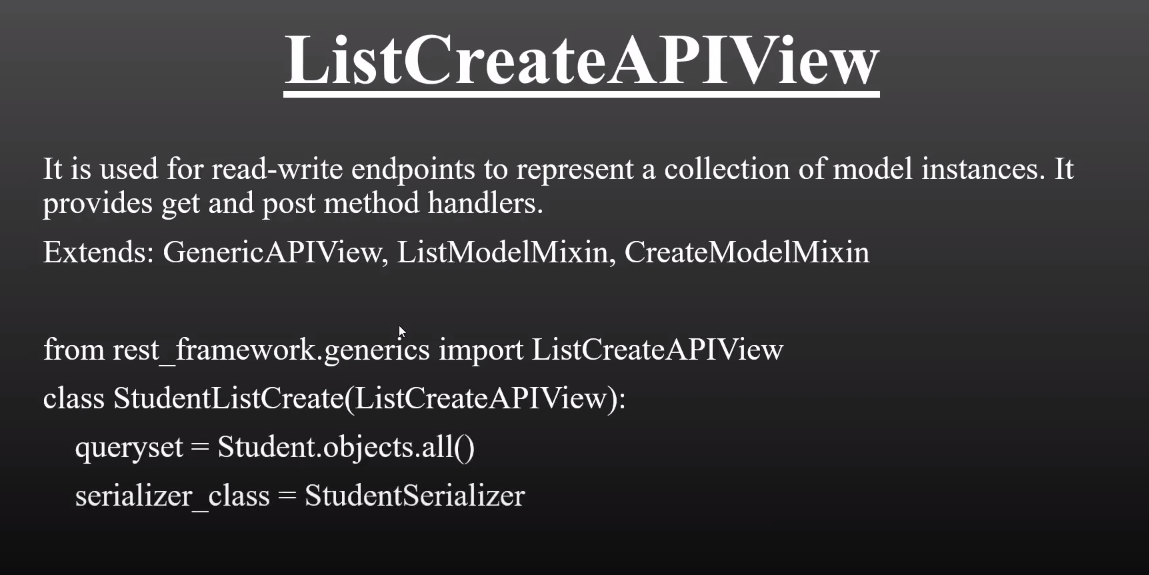 ListCreateAPIView
It is used for read-write endpoints to represent a collection of model instances. It
provides get and post method handlers.
Extends: GenericAPIView, ListModelMixin, CreateModelMixin
from rest_framework.generics import ListCreateAPIView
class StudentListCreate(ListCreateAPIView):
queryset = Student.objects.all()
serializer_class = StudentSerializer